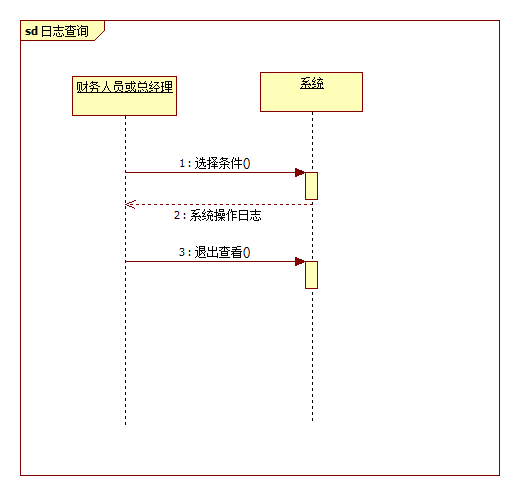 sd 日志查询
财务人员或总经理
系统
1 : 选择条件()
2 : 系统操作日志
3 : 退出查看()